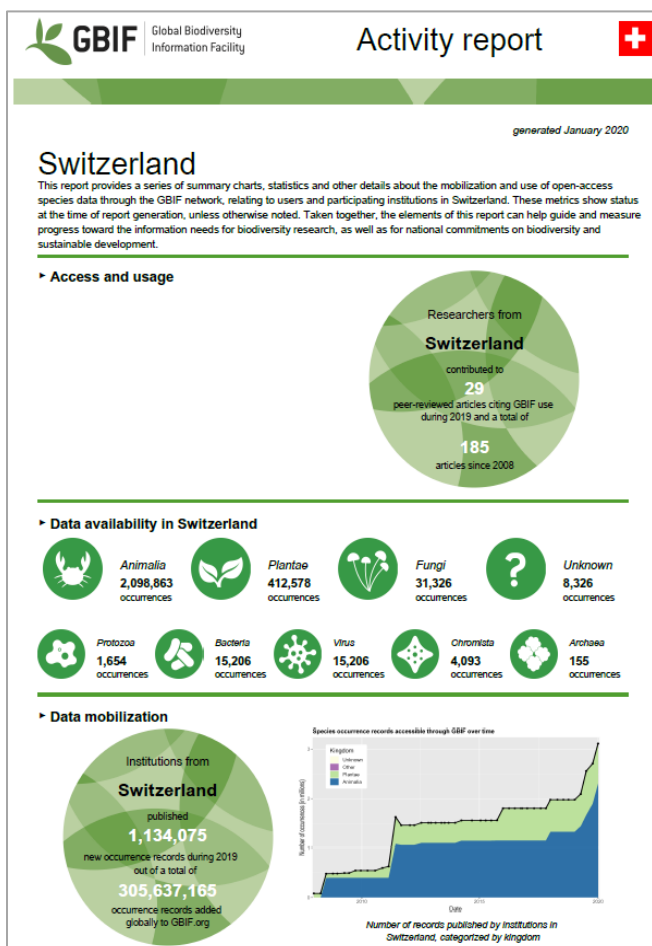 GBIF
Global Biodiversity
Information Facility
Activity report
generated January 2020
Switzerland
This report provides a series of summary charts, statistics and other details about the mobilization and use of open-access
species data through the GBIF network, relating to users and participating institutions in Switzerland. These metrics show status
at the time of report generation, unless otherwise noted. Taken together, the elements of this report can help guide and measure
progress toward the information needs for biodiversity research, as well as for national commitments on biodiversity and
sustainable development.
Access and usage
Researchers from
Switzerland
contributed to
29
peer-reviewed articles citing GBIF use
during 2019 and a total of
185
articles since 2008
Data availability in Switzerland
Animalia
2,098,863
occurrences
Plantae
412,578
occurrences
Fungi
31,326
occurrences
?
Unknown
8,326
occurrences
Protozoa
1,654
occurrences
Bacteria
15,206
occurrences
Virus
15,206
occurrences
Chromista
4,093
occurrences
Archaea
155
occurrences
Data mobilization
Institutions from
Switzerland
published
1,134,075
new occurrence records during 2019
out of a total of
305,637,165
occurrence records added
globally to GBIF.org
Species occurrence records accessible through GBIF over time
Kingdom
Unknown
Other
Plantae
Animalia
Number of occurrences (in millions)
3
2
1
0
2010
2015
2020
Date
Number of records published by institutions in
Switzerland, categorized by kingdom